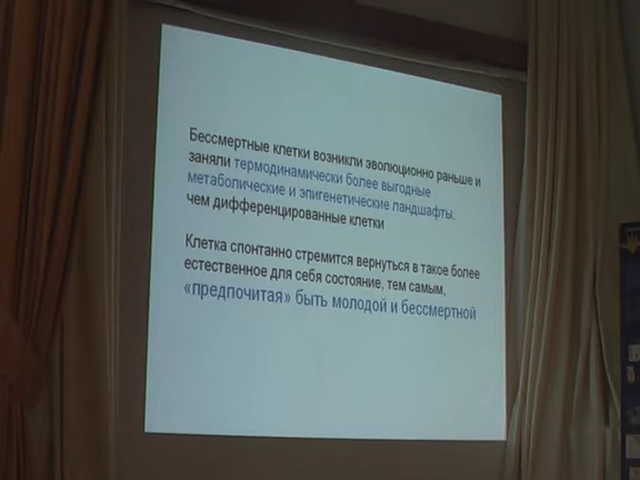 Бессмертные клетки возникли эволюционно раньше и
заняли термодинамически более выгодные
метаболические и эпигенетические ландшафты,
чем дифференцированные клетки
Клетка спонтанно стремится вернуться в такое более
естественное для себя состояние, тем самым,
«предпочитая» быть молодой и бессмертной